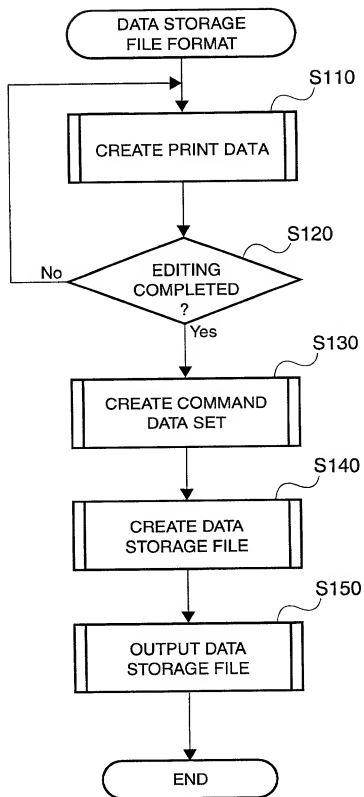 DATA STORAGE
FILE FORMAT
S110
CREATE PRINT DATA
S120
No
EDITING
COMPLETED
?
Yes
S130
CREATE COMMAND
DATA SET
S140
CREATE DATA
STORAGE FILE
S150
OUTPUT DATA
STORAGE FILE
END